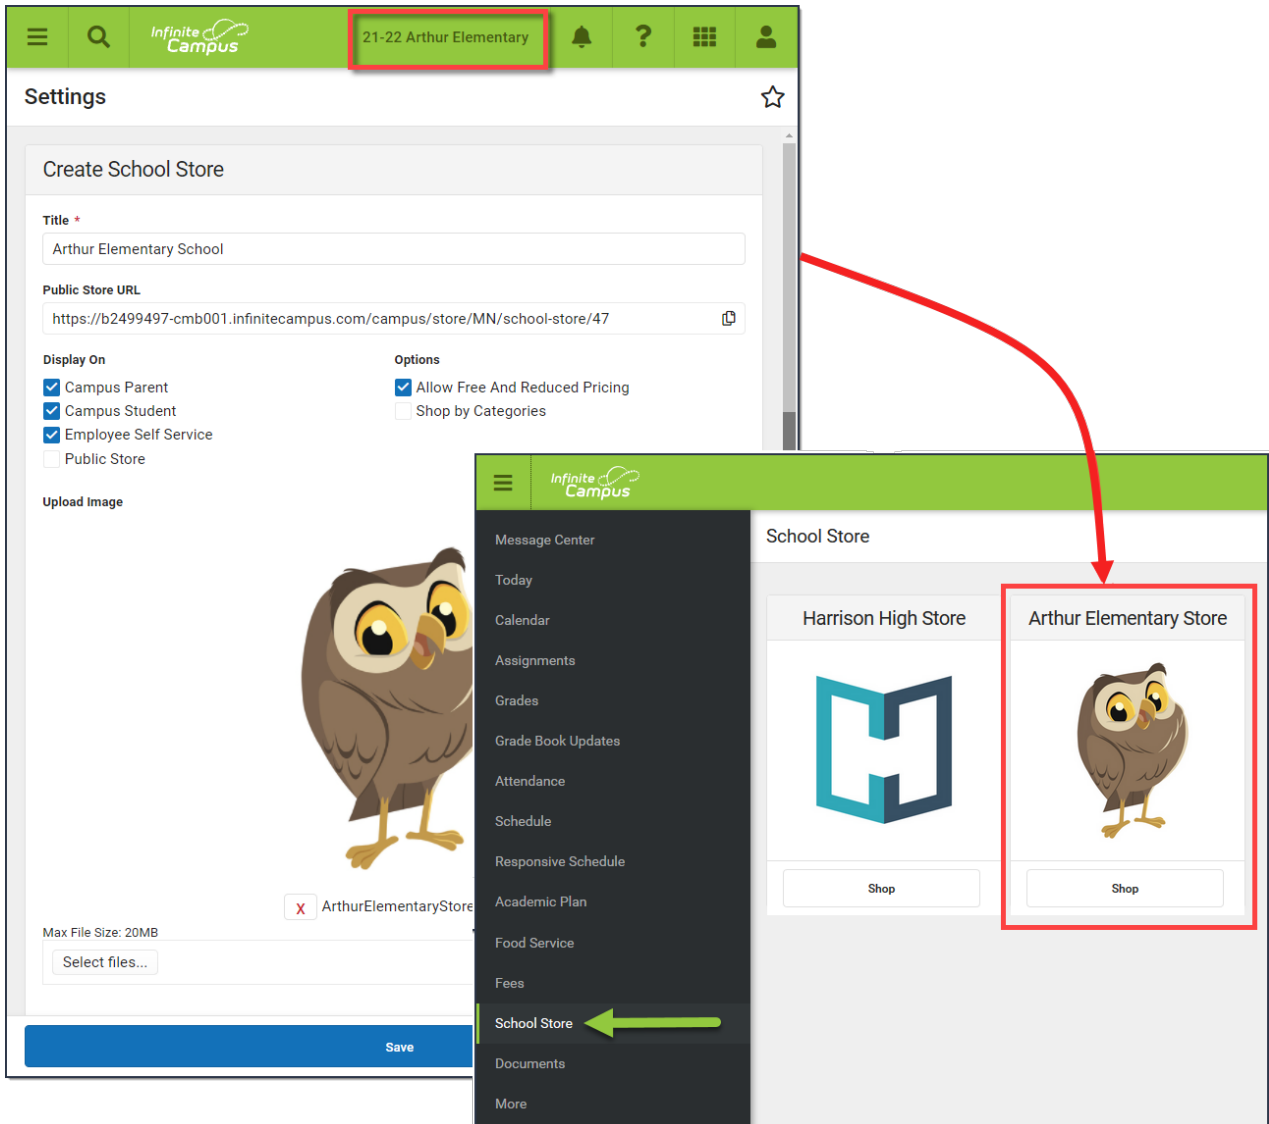 Infinite Campus
21-22 Arthur Elementary
?
Settings
Create School Store
Title *
Arthur Elementary School
Public Store URL
https://b2499497-cmb001.infinitecampus.com/campus/store/MN/school-store/47
Display On
Campus Parent
Campus Student
Employee Self Service
Public Store
Options
Allow Free And Reduced Pricing
Shop by Categories
Upload Image
X ArthurElementaryStore
Max File Size: 20MB
Select files...
Save
Infinite Campus
Message Center
Today
Calendar
Assignments
Grades
Grade Book Updates
Attendance
Schedule
Responsive Schedule
Academic Plan
Food Service
Fees
School Store
Documents
More
School Store
Harrison High Store
Shop
Arthur Elementary Store
Shop